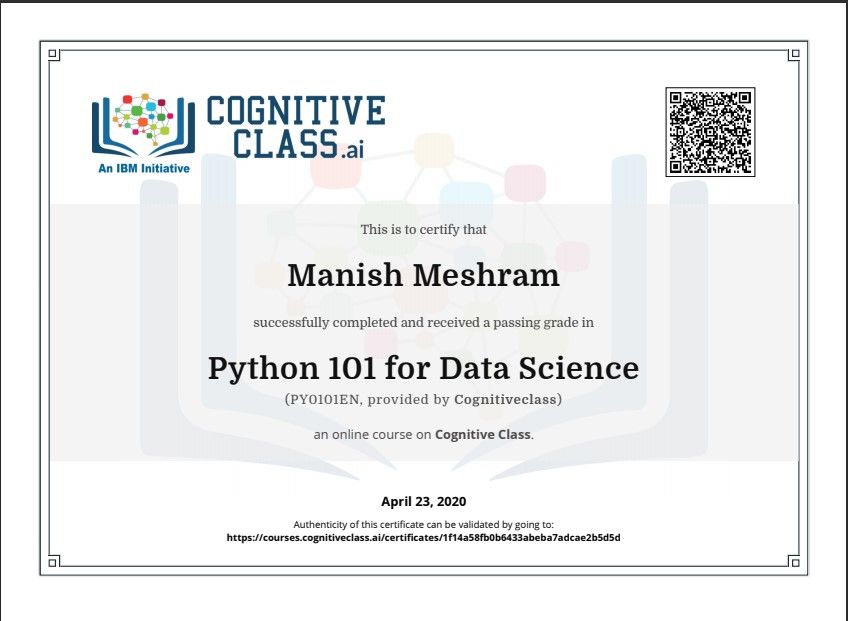 COGNITIVE
CLASS.ai
An IBM Initiative
This is to certify that
Manish Meshram
successfully completed and received a passing grade in
Python 101 for Data Science
(PY0101EN, provided by Cognitiveclass)
an online course on Cognitive Class.
April 23, 2020
Authenticity of this certificate can be validated by going to:
https://courses.cognitiveclass.ai/certificates/1f14a58fb0b6433abeba7adcae2b5d5d